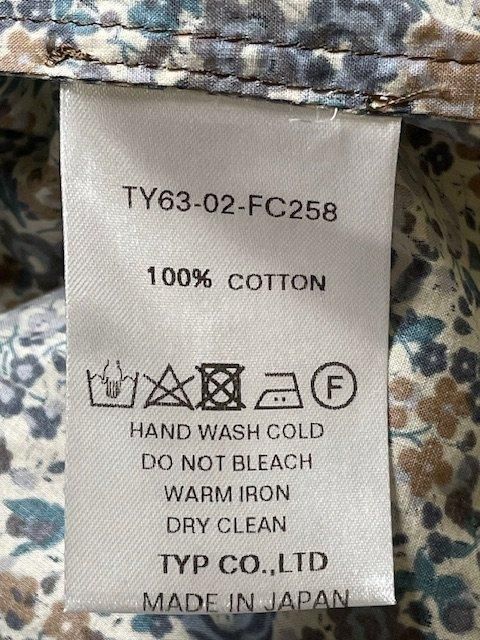 TY63-02-FC258
100% COTTON
F
HAND WASH COLD
DO NOT BLEACH
WARM IRON
DRY CLEAN
TYP CO.,LTD
MADE IN JAPAN